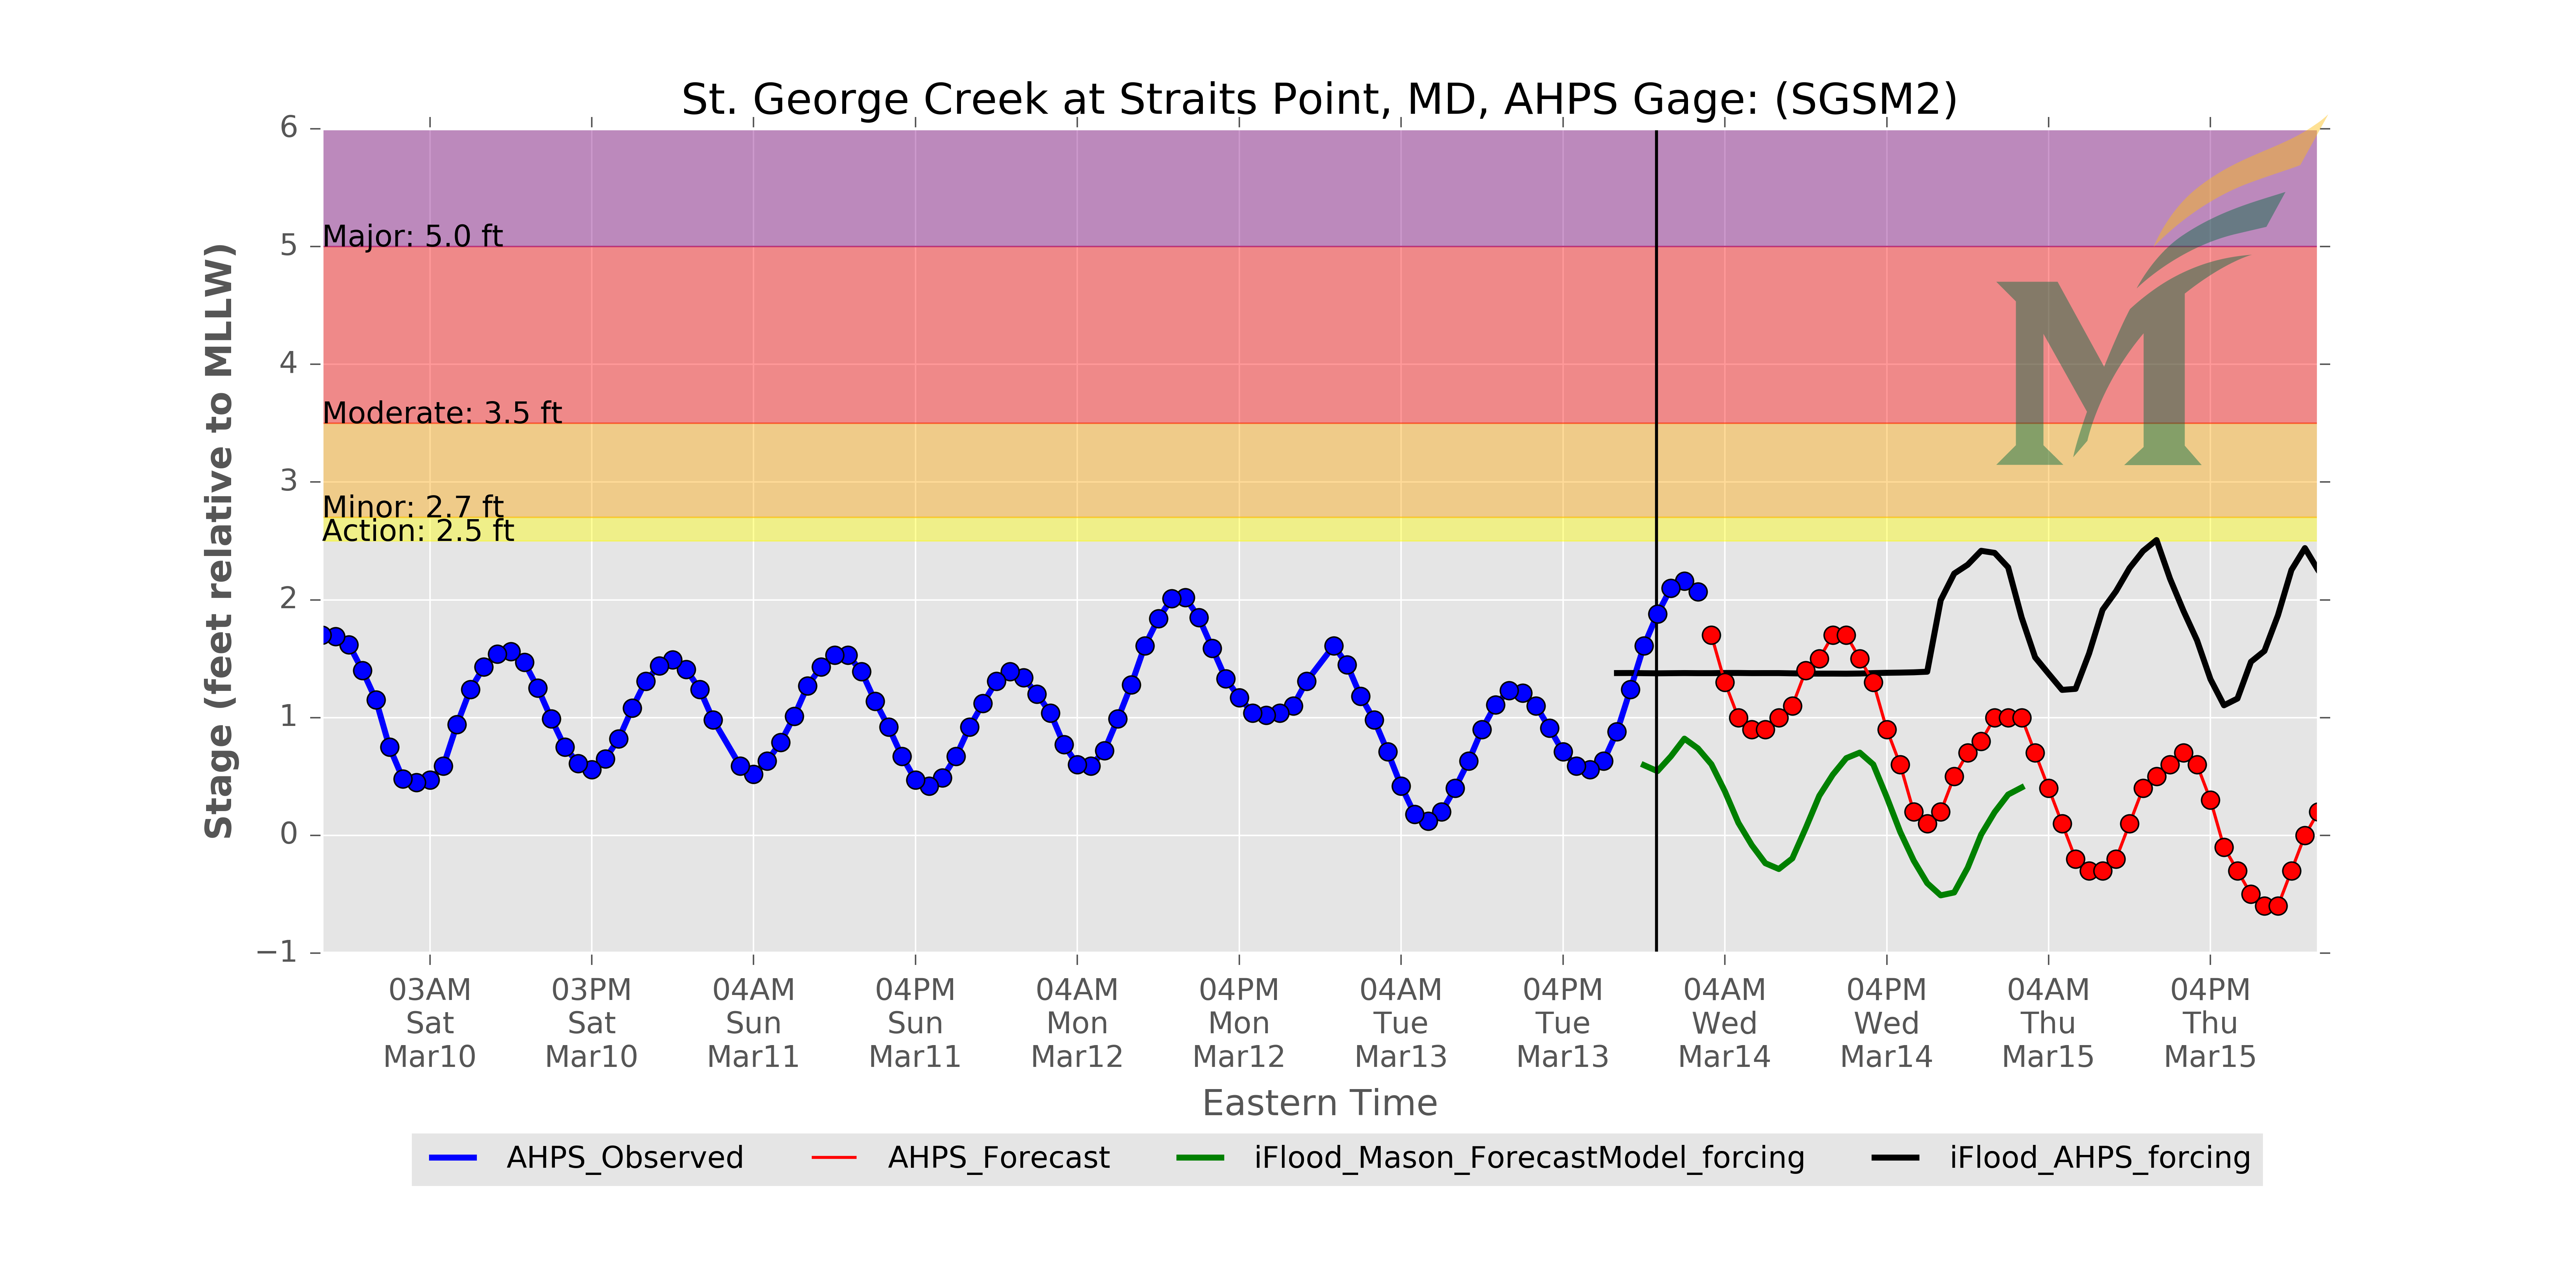 St. George Creek at Straits Point, MD, AHPS Gage: (SGSM2)
Stage (feet relative to MLLW)
6
5
4
3
2
1
0
−1
Major: 5.0 ft
Moderate: 3.5 ft
Minor: 2.7 ft
Action: 2.5 ft
M
03AM 03PM 04AM 04PM 04AM 04PM 04AM 04PM 04AM 04PM 04AM 04PM
Sat Sat Sun Sun Mon Mon Tue Tue Wed Wed Thu Thu
Mar10 Mar10 Mar11 Mar11 Mar12 Mar12 Mar13 Mar13 Mar14 Mar14 Mar15 Mar15
Eastern Time
AHPS_Observed AHPS_Forecast iFlood_Mason_ForecastModel_forcing iFlood_AHPS_forcing